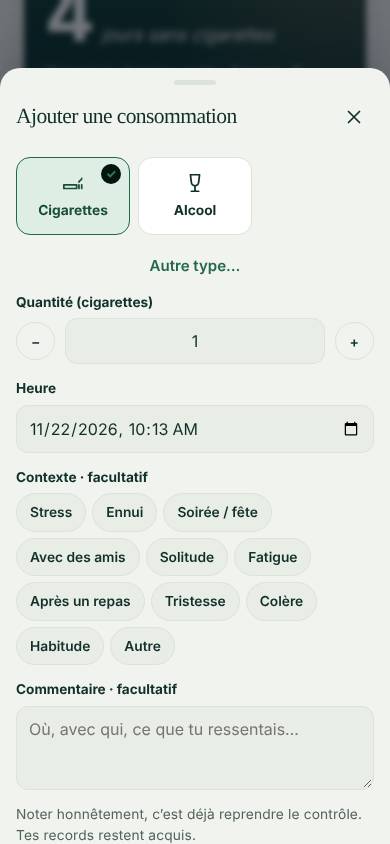 4 jours sans cigarettes
Ajouter une consommation
Cigarettes
Alcool
Autre type...
Quantité (cigarettes)
− 1 +
Heure
11/22/2026, 10:13 AM
Contexte · facultatif
Stress Ennui Soirée / fête
Avec des amis Solitude Fatigue
Après un repas Tristesse Colère
Habitude Autre
Commentaire · facultatif
Où, avec qui, ce que tu ressentais...
Noter honnêtement, c’est déjà reprendre le contrôle.
Tes records restent acquis.